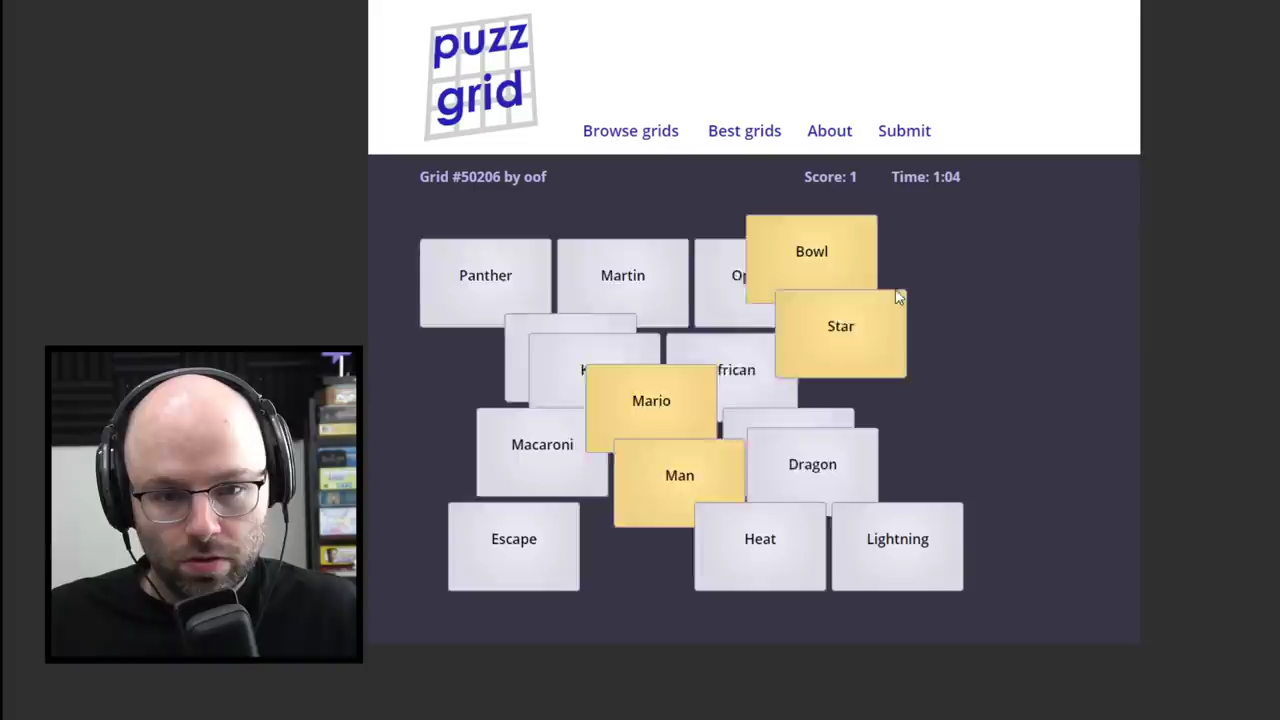 puzz
grid
Browse grids Best grids About Submit
Grid #50206 by oof Score: 1 Time: 1:04
Bowl
Panther Martin
Star
Mario
Macaroni
Man Dragon
Escape Heat Lightning